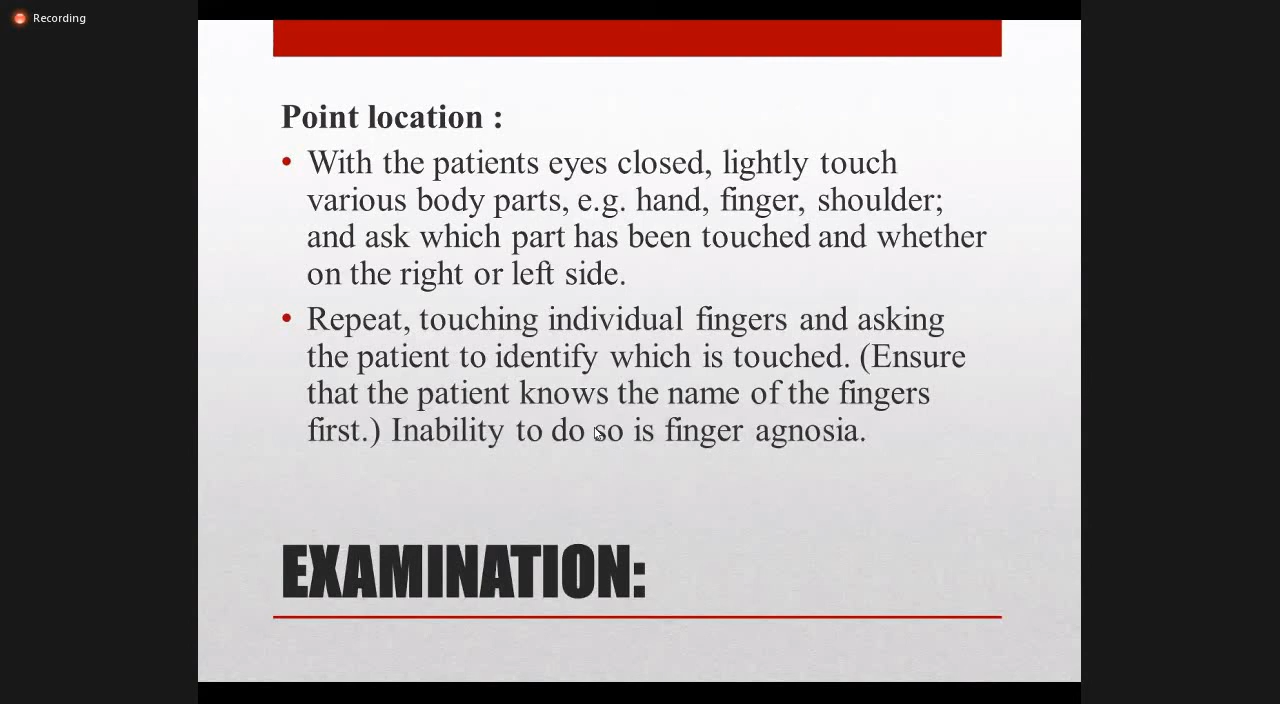 Recording
Point location :
• With the patients eyes closed, lightly touch
various body parts, e.g. hand, finger, shoulder;
and ask which part has been touched and whether
on the right or left side.
• Repeat, touching individual fingers and asking
the patient to identify which is touched. (Ensure
that the patient knows the name of the fingers
first.) Inability to do so is finger agnosia.
EXAMINATION: